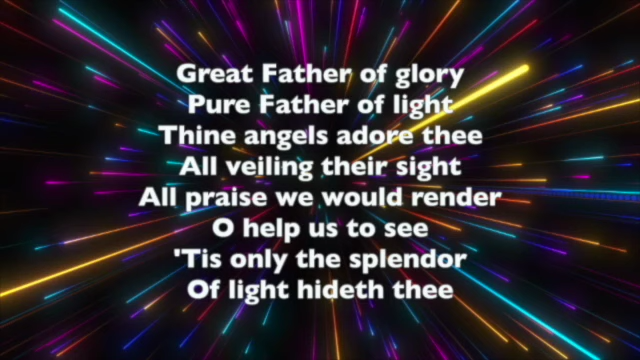 Great Father of glory
Pure Father of light
Thine angels adore thee
All veiling their sight
All praise we would render
O help us to see
'Tis only the splendor
Of light hideth thee